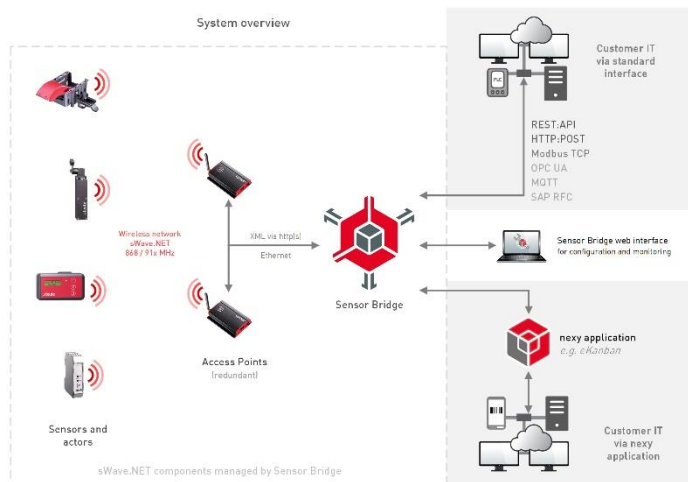 System overview
Customer IT
via standard
interface
PLC
REST:API
HTTP:POST
Modbus TCP
OPC UA
MQTT
SAP RFC
Wireless network
sWave.NET
868 / 91x MHz
XML via http(s)
Ethernet
Sensor Bridge
Sensor Bridge web interface
for configuration and monitoring
Access Points
(redundant)
nexy application
e.g. eKanban
Sensors and
actors
Customer IT
via nexy
application
sWave.NET components managed by Sensor Bridge